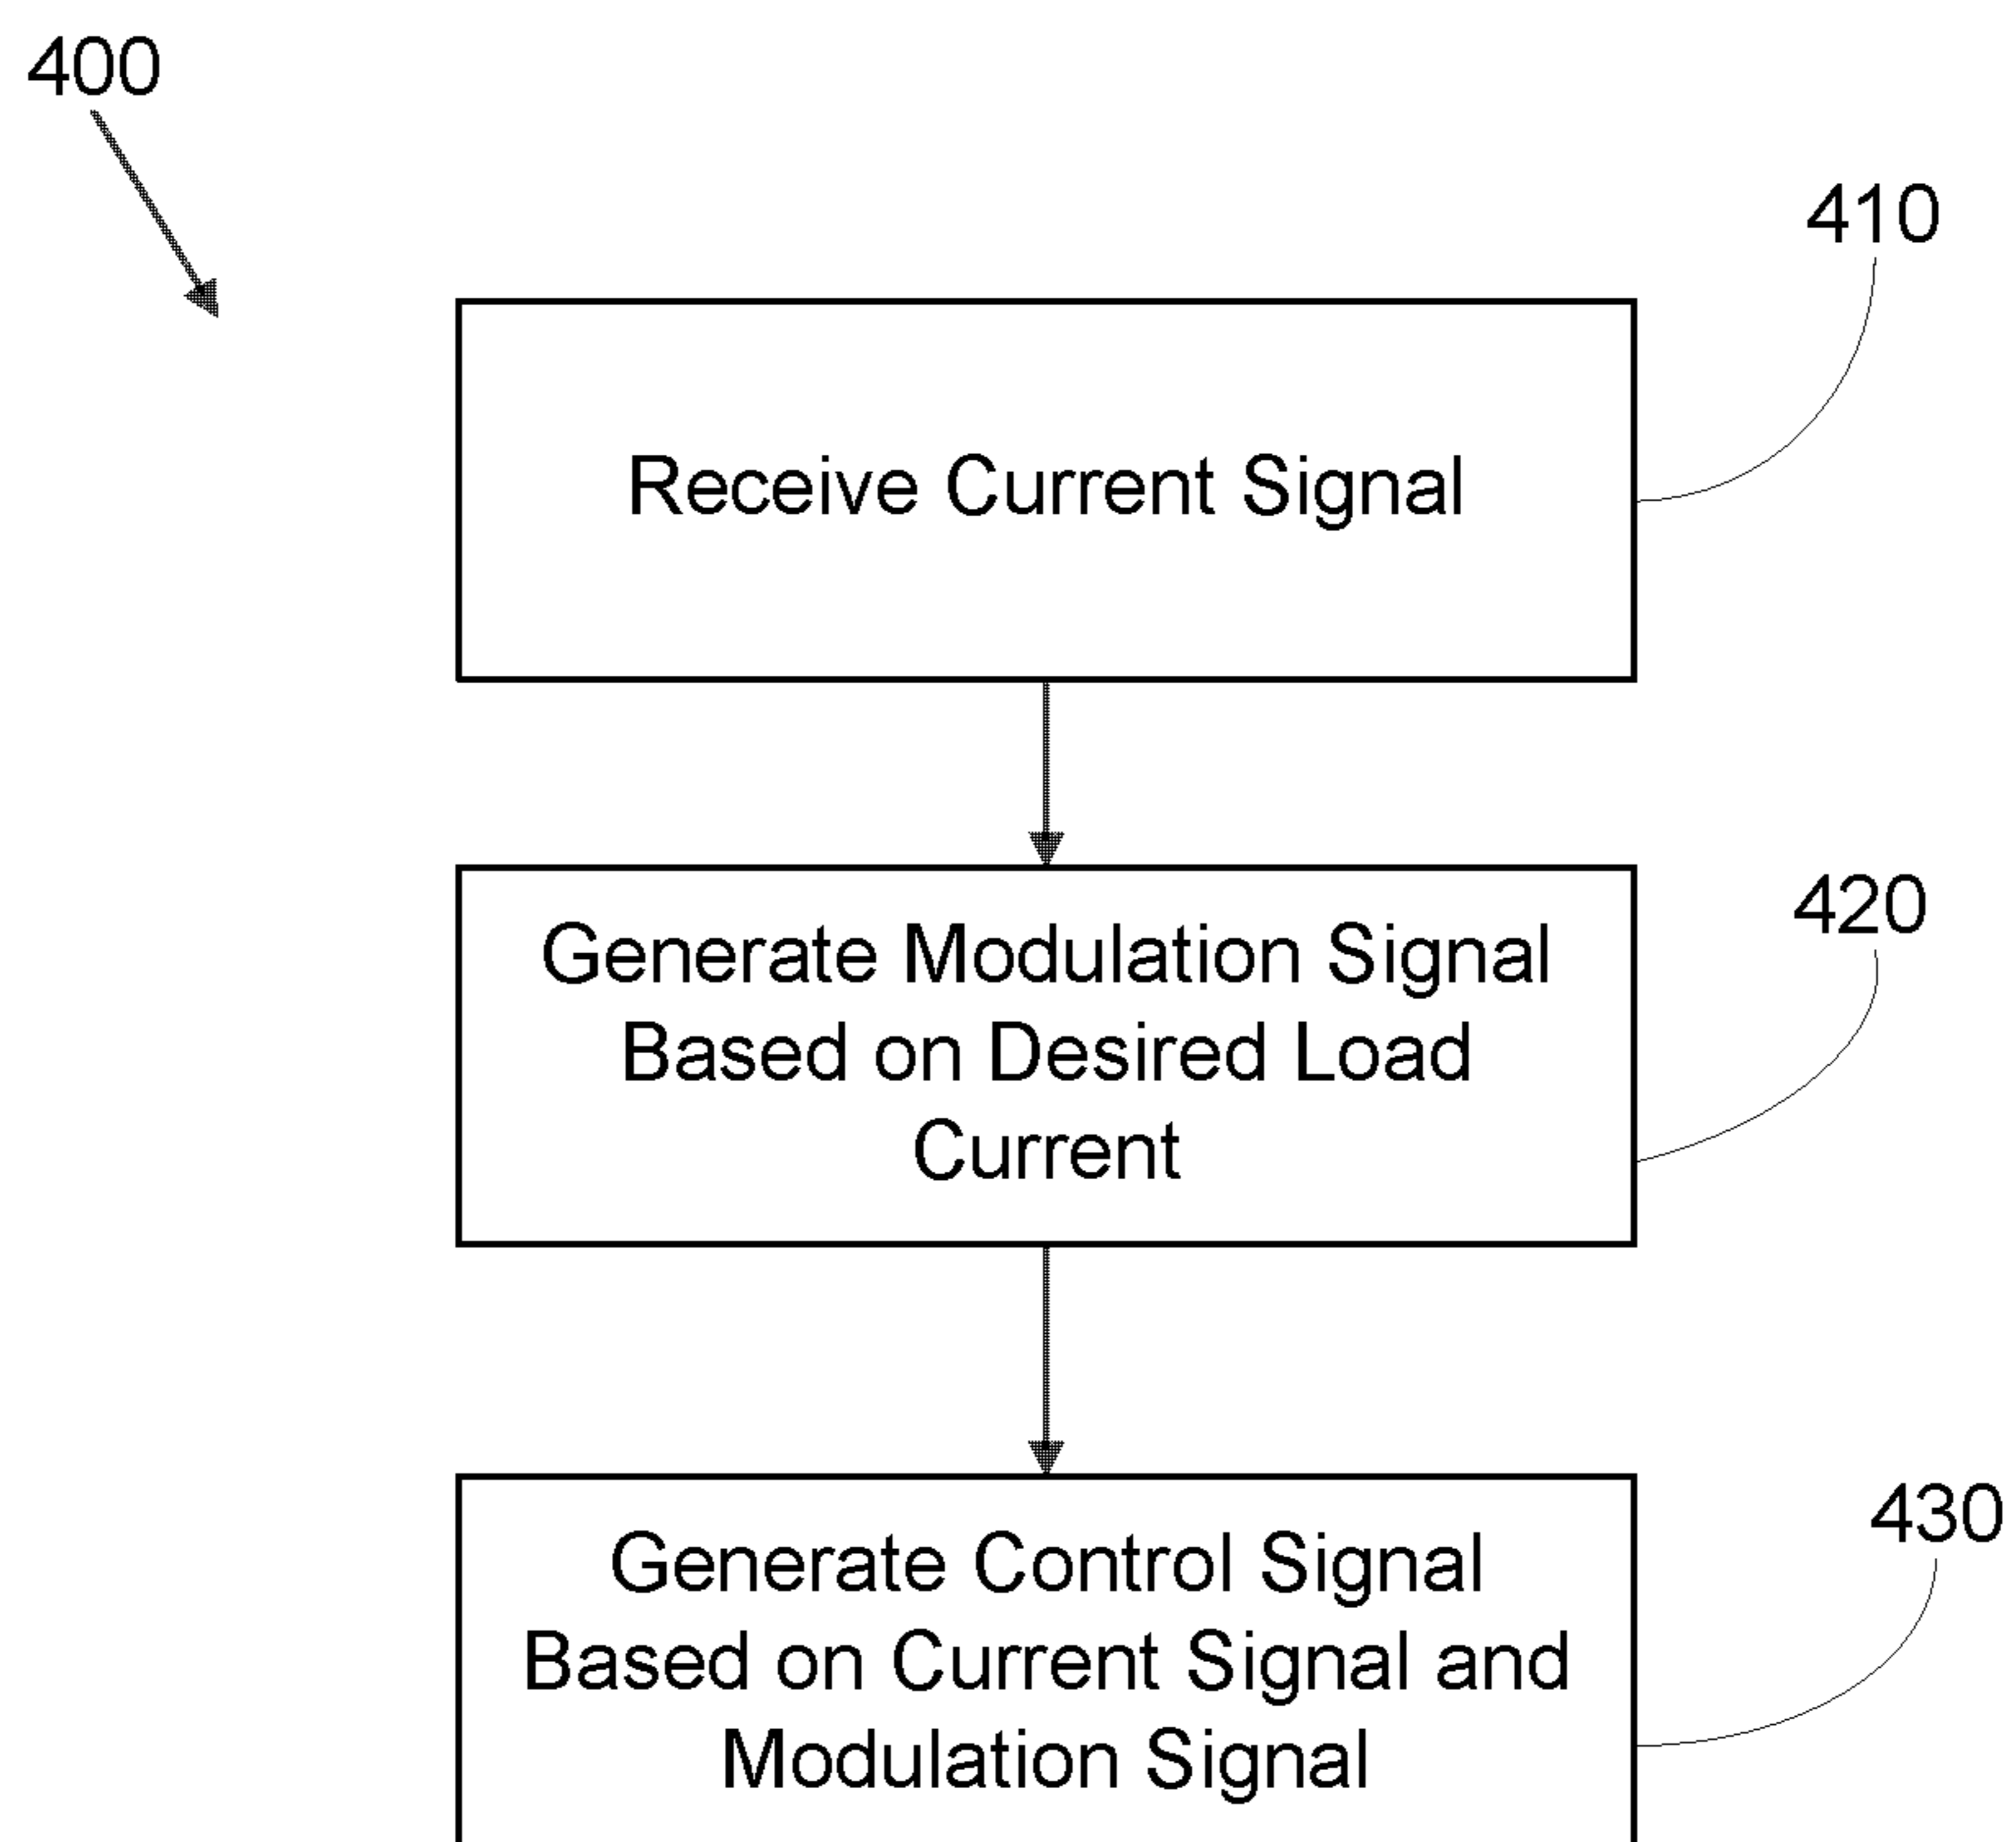 400
410
Receive Current Signal
420
Generate Modulation Signal
Based on Desired Load
Current
430
Generate Control Signal
Based on Current Signal and
Modulation Signal